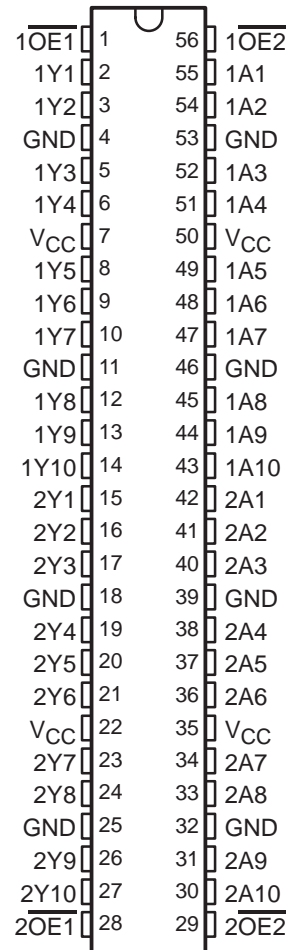 1OE1 1 56 1OE2
1Y1 2 55 1A1
1Y2 3 54 1A2
GND 4 53 GND
1Y3 5 52 1A3
1Y4 6 51 1A4
VCC 7 50 VCC
1Y5 8 49 1A5
1Y6 9 48 1A6
1Y7 10 47 1A7
GND 11 46 GND
1Y8 12 45 1A8
1Y9 13 44 1A9
1Y10 14 43 1A10
2Y1 15 42 2A1
2Y2 16 41 2A2
2Y3 17 40 2A3
GND 18 39 GND
2Y4 19 38 2A4
2Y5 20 37 2A5
2Y6 21 36 2A6
VCC 22 35 VCC
2Y7 23 34 2A7
2Y8 24 33 2A8
GND 25 32 GND
2Y9 26 31 2A9
2Y10 27 30 2A10
2OE1 28 29 2OE2